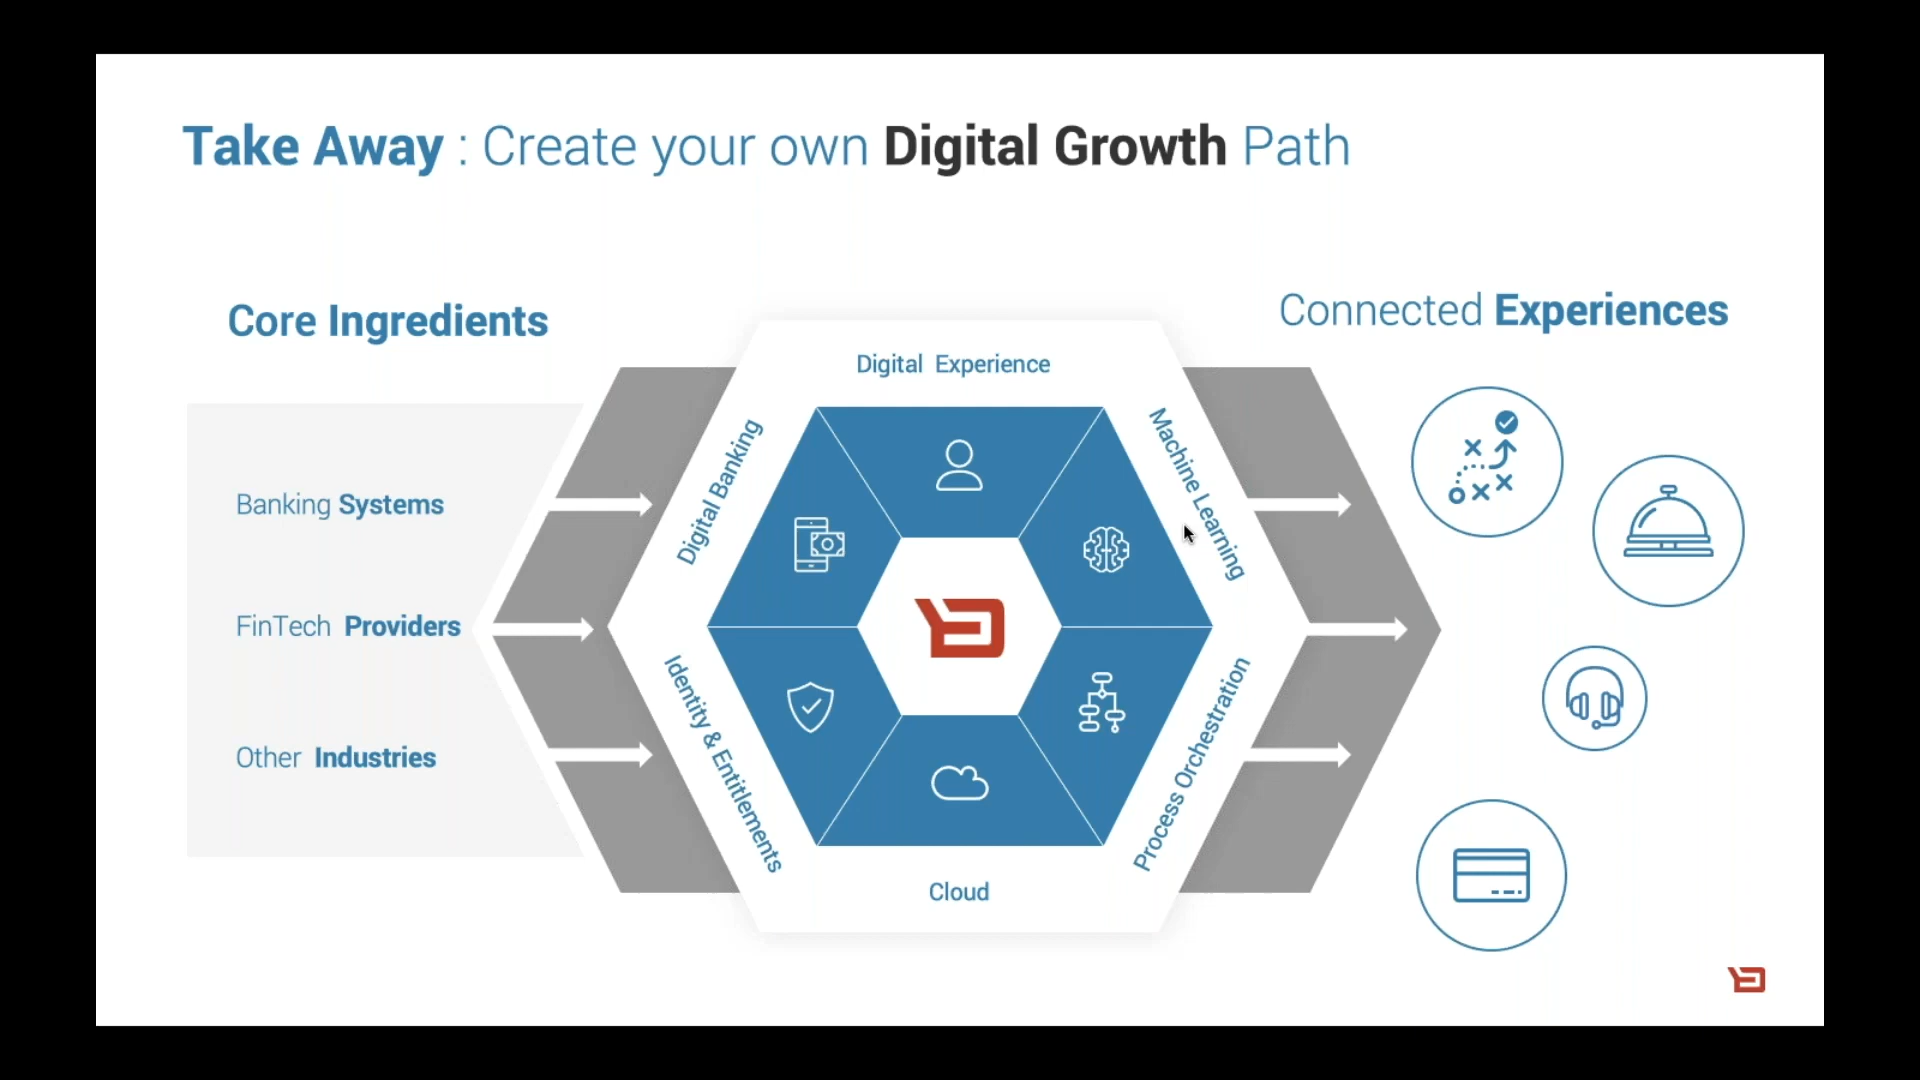 Take Away : Create your own Digital Growth Path
Core Ingredients
Banking Systems
FinTech Providers
Other Industries
Digital Experience
Digital Banking
Machine Learning
Identity & Entitlements
Process Orchestration
Cloud
Connected Experiences